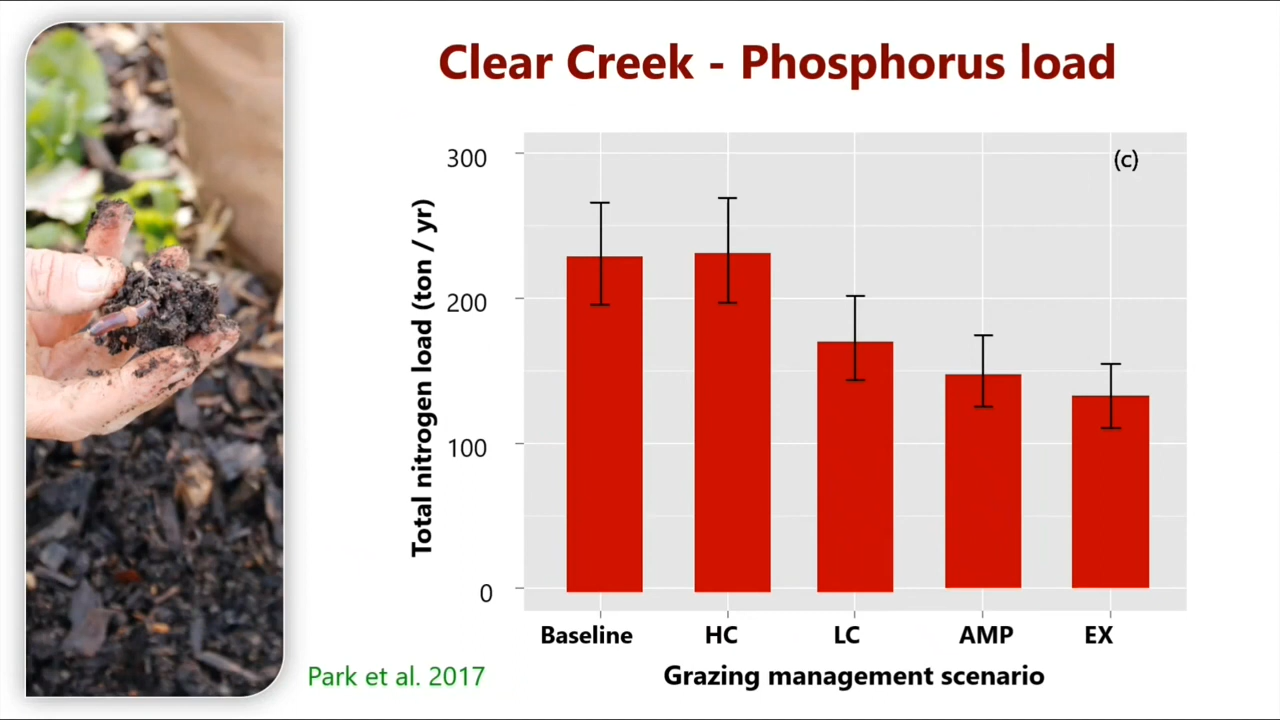 Clear Creek - Phosphorus load
(c)
Total nitrogen load (ton / yr)
300
200
100
0
Baseline HC LC AMP EX
Grazing management scenario
Park et al. 2017